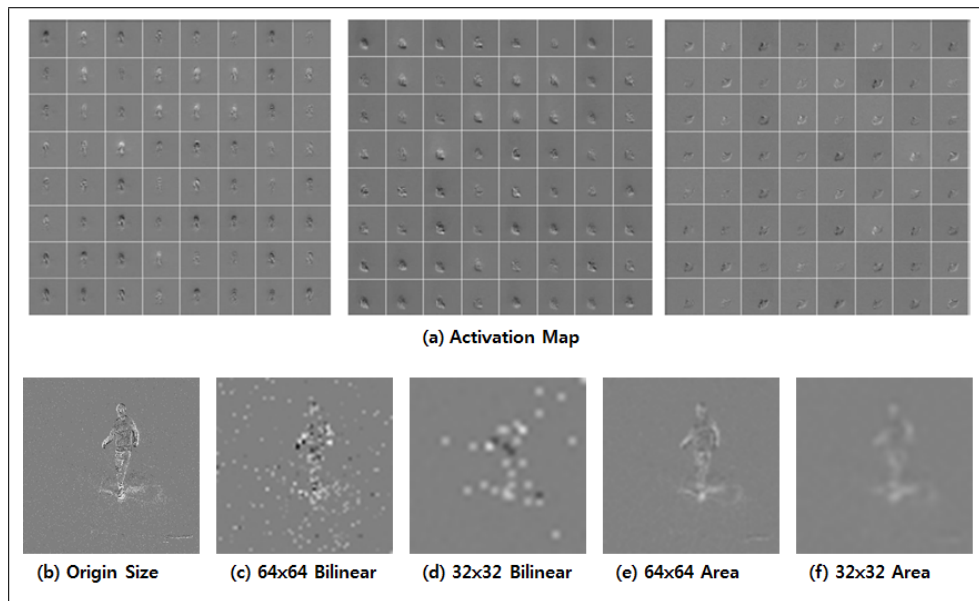 (a) Activation Map
(b) Origin Size
(c) 64x64 Bilinear
(d) 32x32 Bilinear
(e) 64x64 Area
(f) 32x32 Area